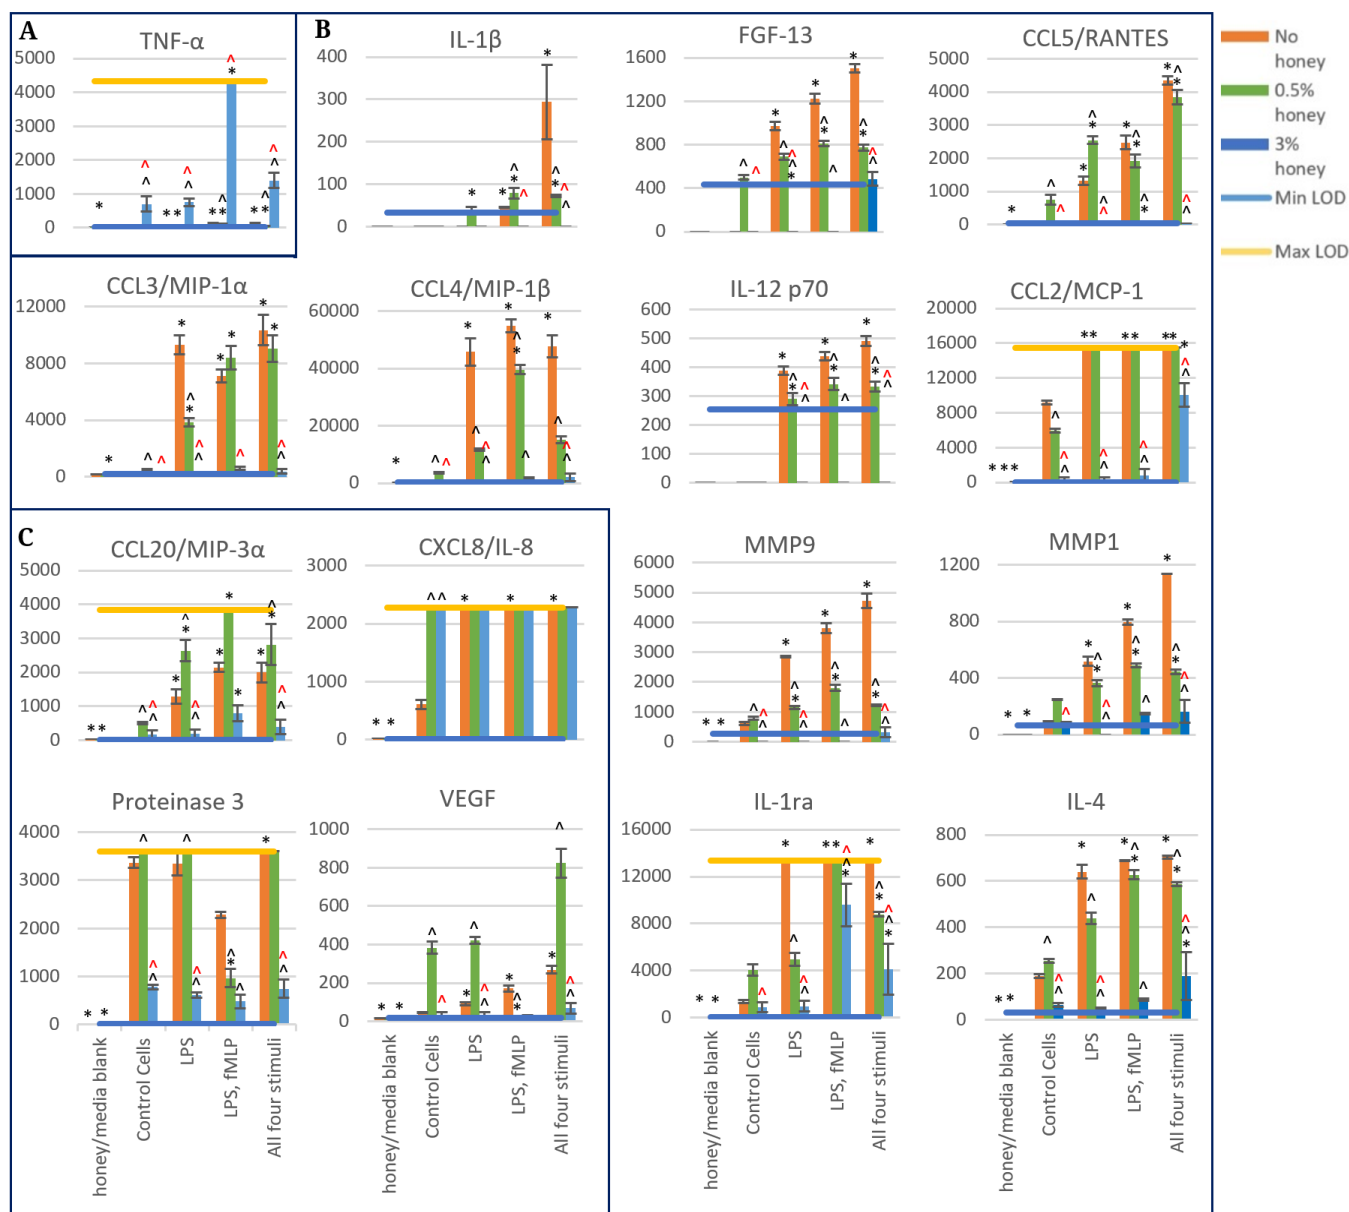 A
B
TNF-α
5000
4000
3000
2000
1000
0
IL-1β
400
300
200
100
0
FGF-13
1600
1200
800
400
0
CCL5/RANTES
5000
4000
3000
2000
1000
0
No
honey
0.5%
honey
3%
honey
Min LOD
Max LOD
CCL3/MIP-1α
12000
8000
4000
0
CCL4/MIP-1β
60000
40000
20000
0
IL-12 p70
600
500
400
300
200
100
0
CCL2/MCP-1
20000
16000
12000
8000
4000
0
C
CCL20/MIP-3α
5000
4000
3000
2000
1000
0
CXCL8/IL-8
3000
2000
1000
0
MMP9
6000
5000
4000
3000
2000
1000
0
MMP1
1200
800
400
0
Proteinase 3
4000
3000
2000
1000
0
VEGF
1000
800
600
400
200
0
IL-1ra
16000
12000
8000
4000
0
IL-4
800
600
400
200
0
honey/media blank
Control Cells
LPS
LPS, fMLP
All four stimuli
honey/media blank
Control Cells
LPS
LPS, fMLP
All four stimuli
honey/media blank
Control Cells
LPS
LPS, fMLP
All four stimuli
honey/media blank
Control Cells
LPS
LPS, fMLP
All four stimuli